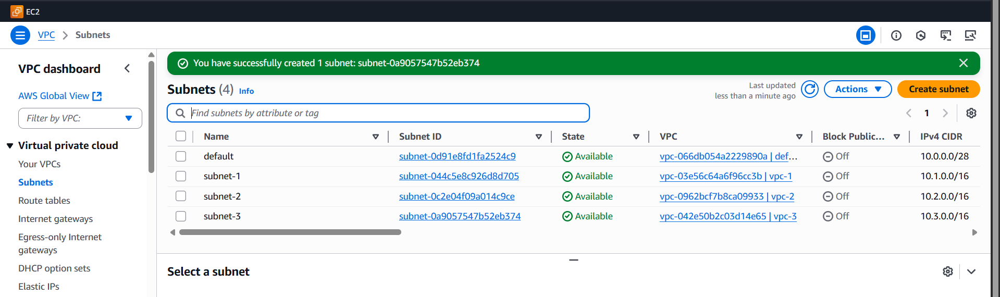 EC2
VPC > Subnets
VPC dashboard
AWS Global View
Filter by VPC:
Virtual private cloud
Your VPCs
Subnets
Route tables
Internet gateways
Egress-only Internet
gateways
DHCP option sets
Elastic IPs
You have successfully created 1 subnet: subnet-0a9057547b52eb374
Subnets (4) Info
Last updated
less than a minute ago
Actions
Create subnet
Find subnets by attribute or tag
1
Name Subnet ID State VPC Block Public... IPv4 CIDR
default subnet-0d91e8fd1fa2524c9 Available vpc-066db054a2229890a | def... Off 10.0.0.0/28
subnet-1 subnet-044c5e8c926d8d705 Available vpc-03e56c64a6f96cc3b | vpc-1 Off 10.1.0.0/16
subnet-2 subnet-0c2e04f09a014c9ce Available vpc-0962bcf7b8ca09933 | vpc-2 Off 10.2.0.0/16
subnet-3 subnet-0a9057547b52eb374 Available vpc-042e50b2c03d14e65 | vpc-3 Off 10.3.0.0/16
Select a subnet